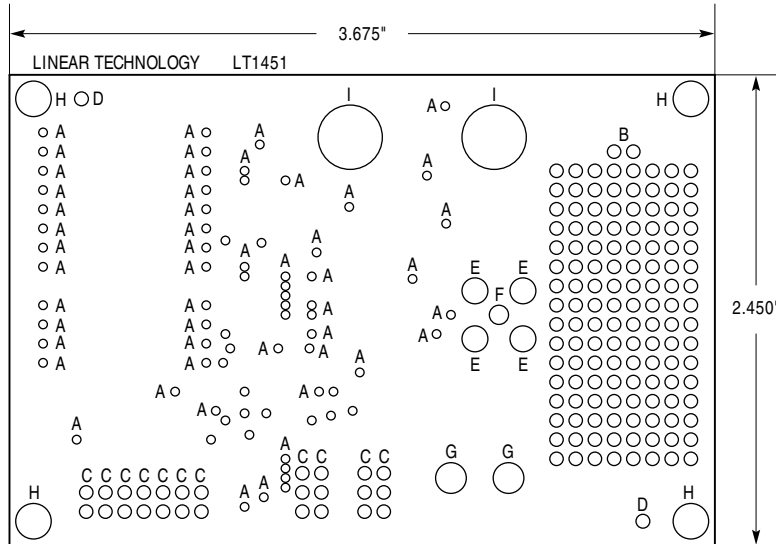 3.675"
LINEAR TECHNOLOGY LT1451
H D I I A H
A A A B
A A A
A A A A
A A A
A A A A
A A A
A A A
A A A E E
A A A F
A A A A
A A A A A
A A A E E
2.450"
A A A
A A
A G G
C C C C C C C C C C C
A A
H D H